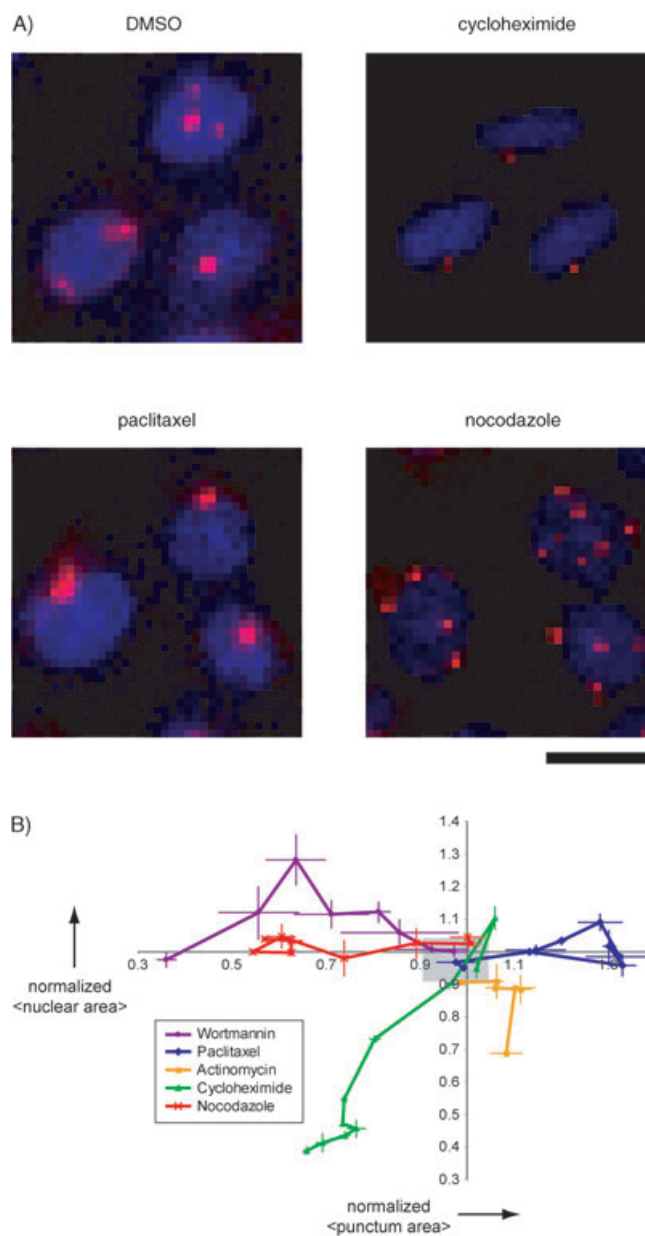 A)
DMSO
cycloheximide
paclitaxel
nocodazole
B)
1.4
1.3
1.2
1.1
0.3
0.5
0.7
0.9
1.1
0.9
0.8
0.7
0.6
0.5
0.4
0.3
normalized
<nuclear area>
Wortmannin
Paclitaxel
Actinomycin
Cycloheximide
Nocodazole
normalized
<punctum area>